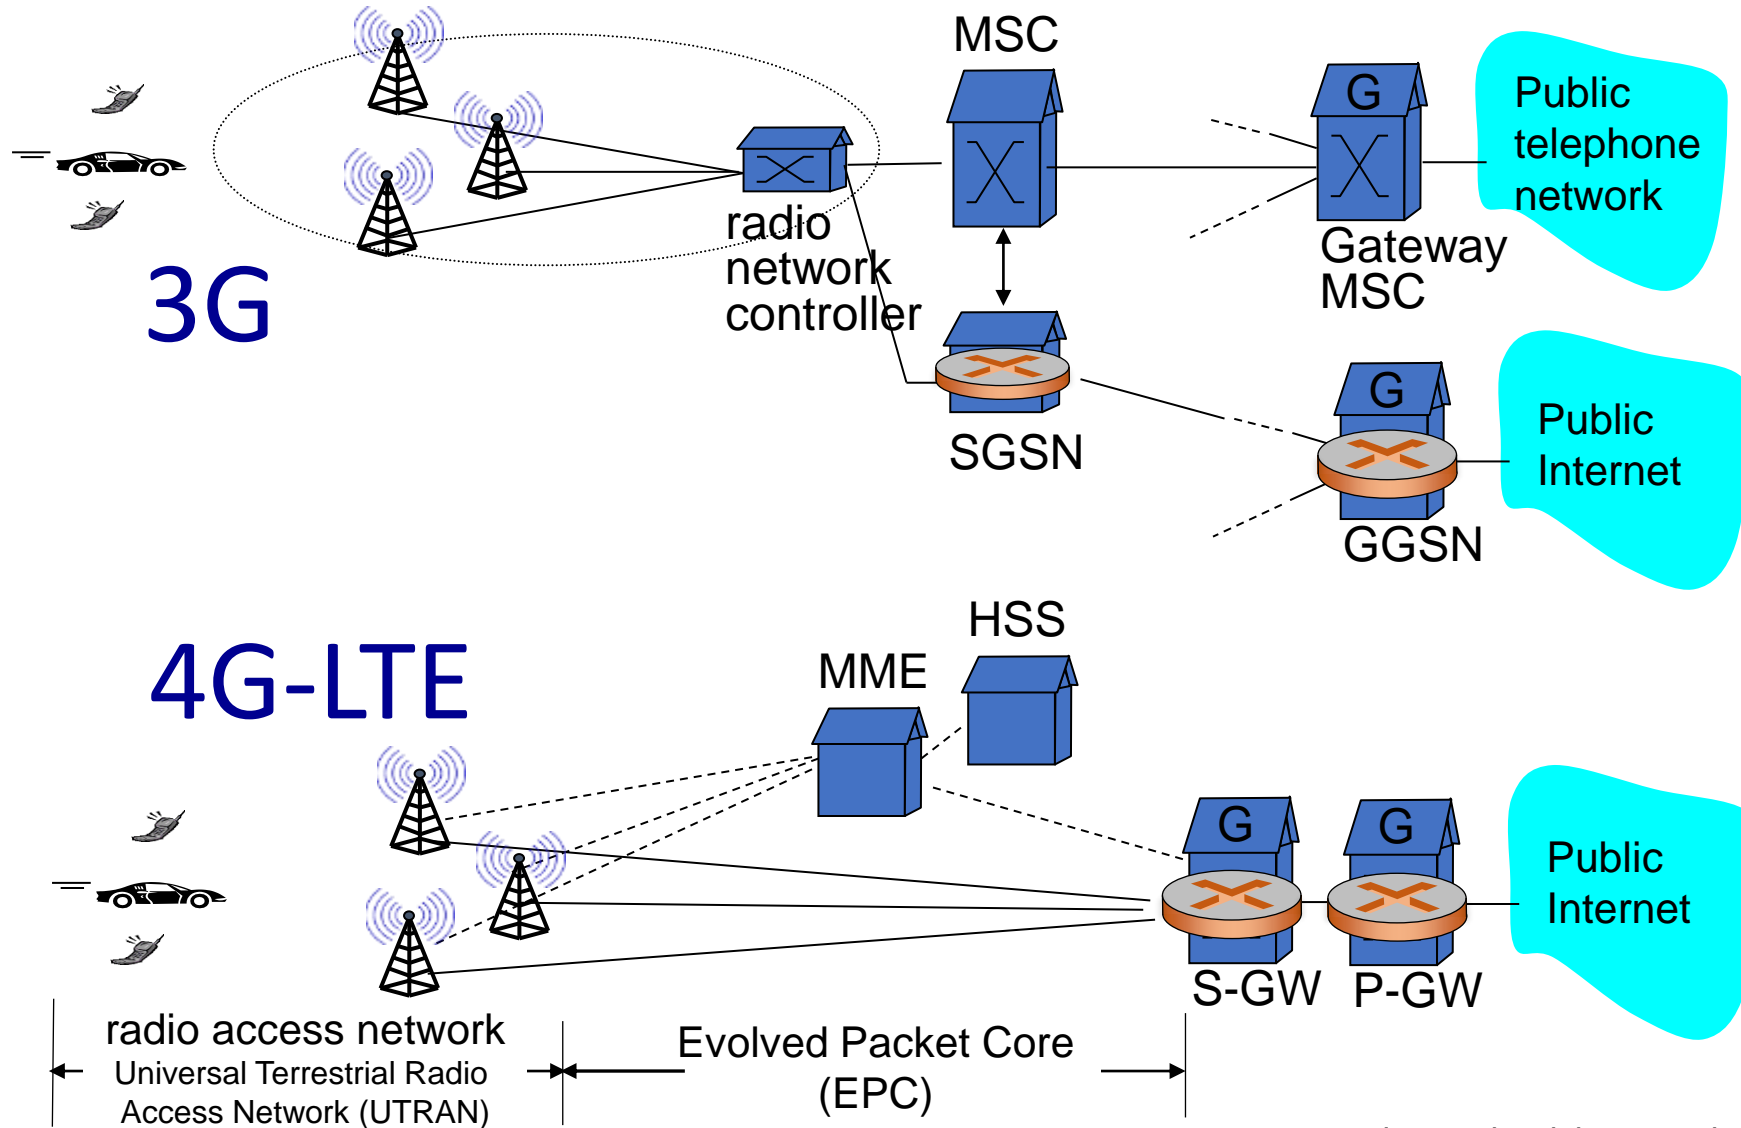 MSC
G
Public
telephone
network
radio
network
controller
Gateway
MSC
3G
SGSN
G
GGSN
Public
Internet
HSS
MME
4G-LTE
G
G
S-GW
P-GW
Public
Internet
radio access network
Universal Terrestrial Radio
Access Network (UTRAN)
Evolved Packet Core
(EPC)